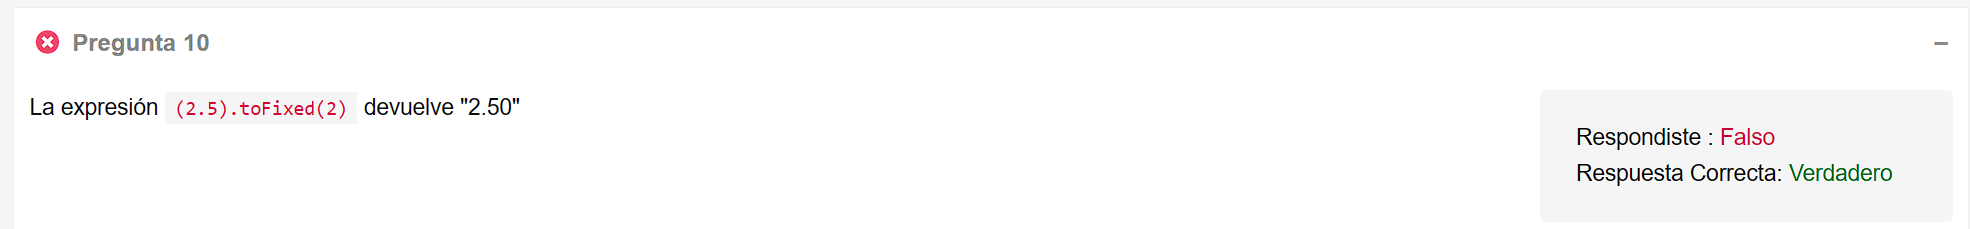 Pregunta 10
La expresión (2.5).toFixed(2) devuelve "2.50"
Respondiste : Falso
Respuesta Correcta: Verdadero